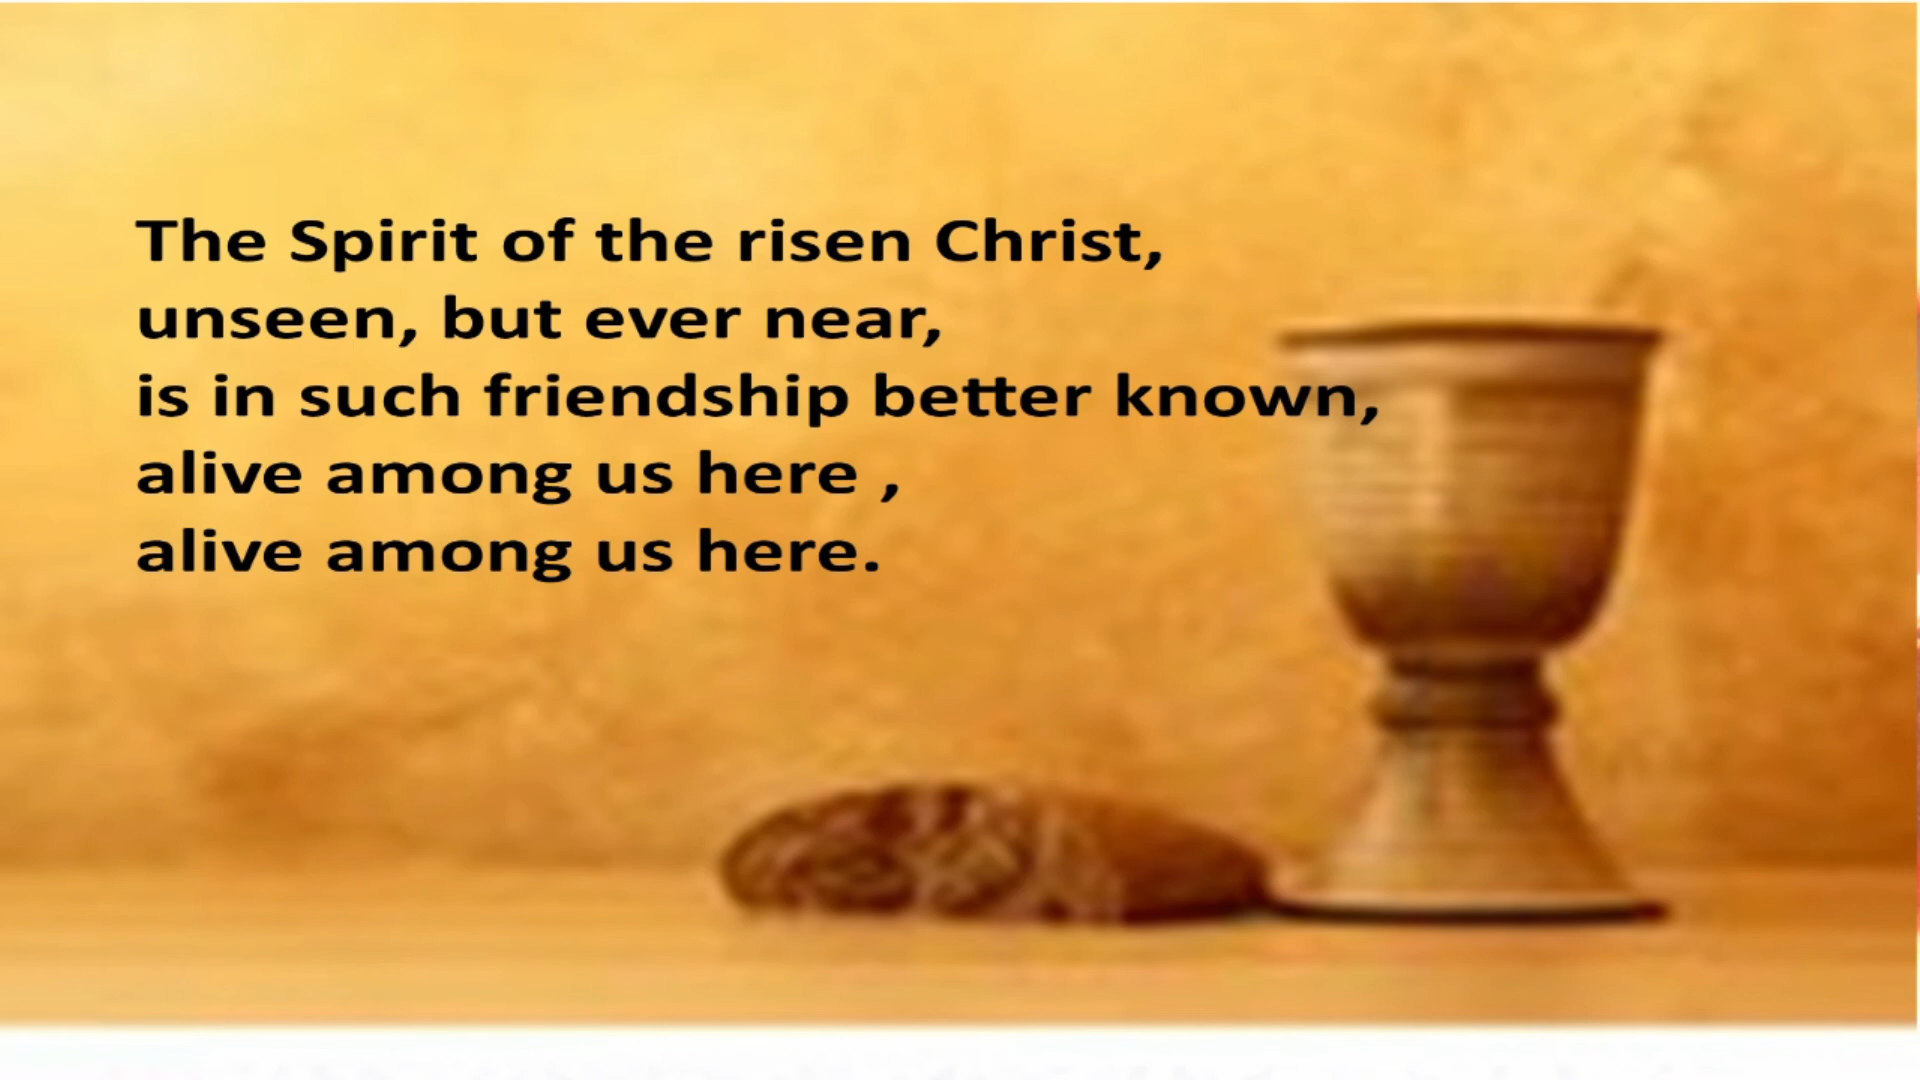 The Spirit of the risen Christ,
unseen, but ever near,
is in such friendship better known,
alive among us here ,
alive among us here.